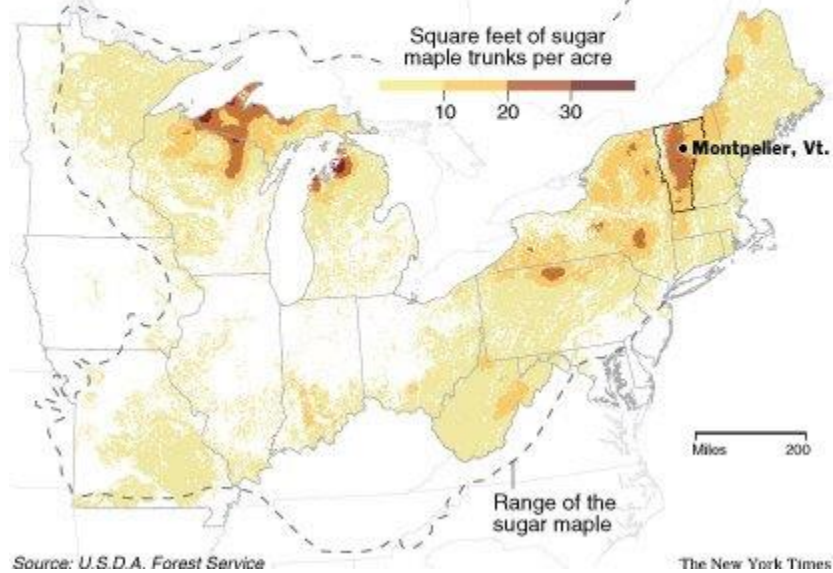 Square feet of sugar
maple trunks per acre
10 20 30
Montpelier, Vt.
Miles 200
Range of the
sugar maple
Source: U.S.D.A. Forest Service
The New York Times